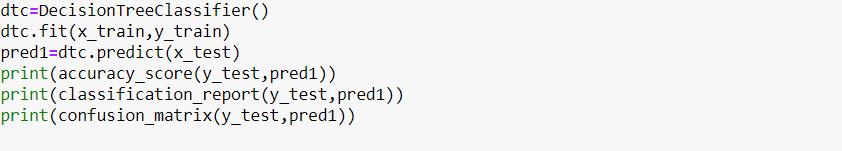 dtc=DecisionTreeClassifier()
dtc.fit(x_train,y_train)
pred1=dtc.predict(x_test)
print(accuracy_score(y_test,pred1))
print(classification_report(y_test,pred1))
print(confusion_matrix(y_test,pred1))